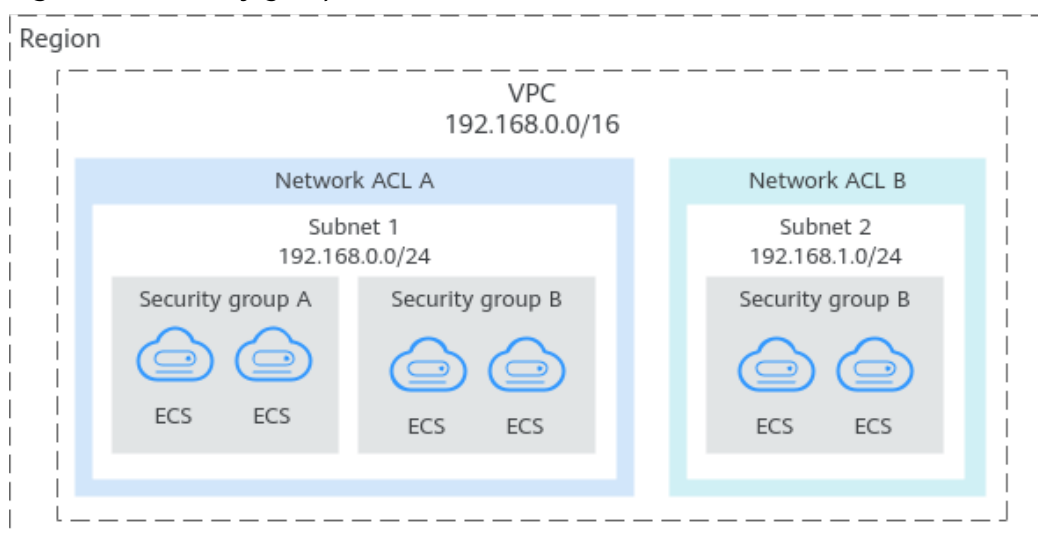 Region
VPC
192.168.0.0/16
Network ACL A
Subnet 1
192.168.0.0/24
Security group A
ECS
ECS
Security group B
ECS
ECS
Network ACL B
Subnet 2
192.168.1.0/24
Security group B
ECS
ECS